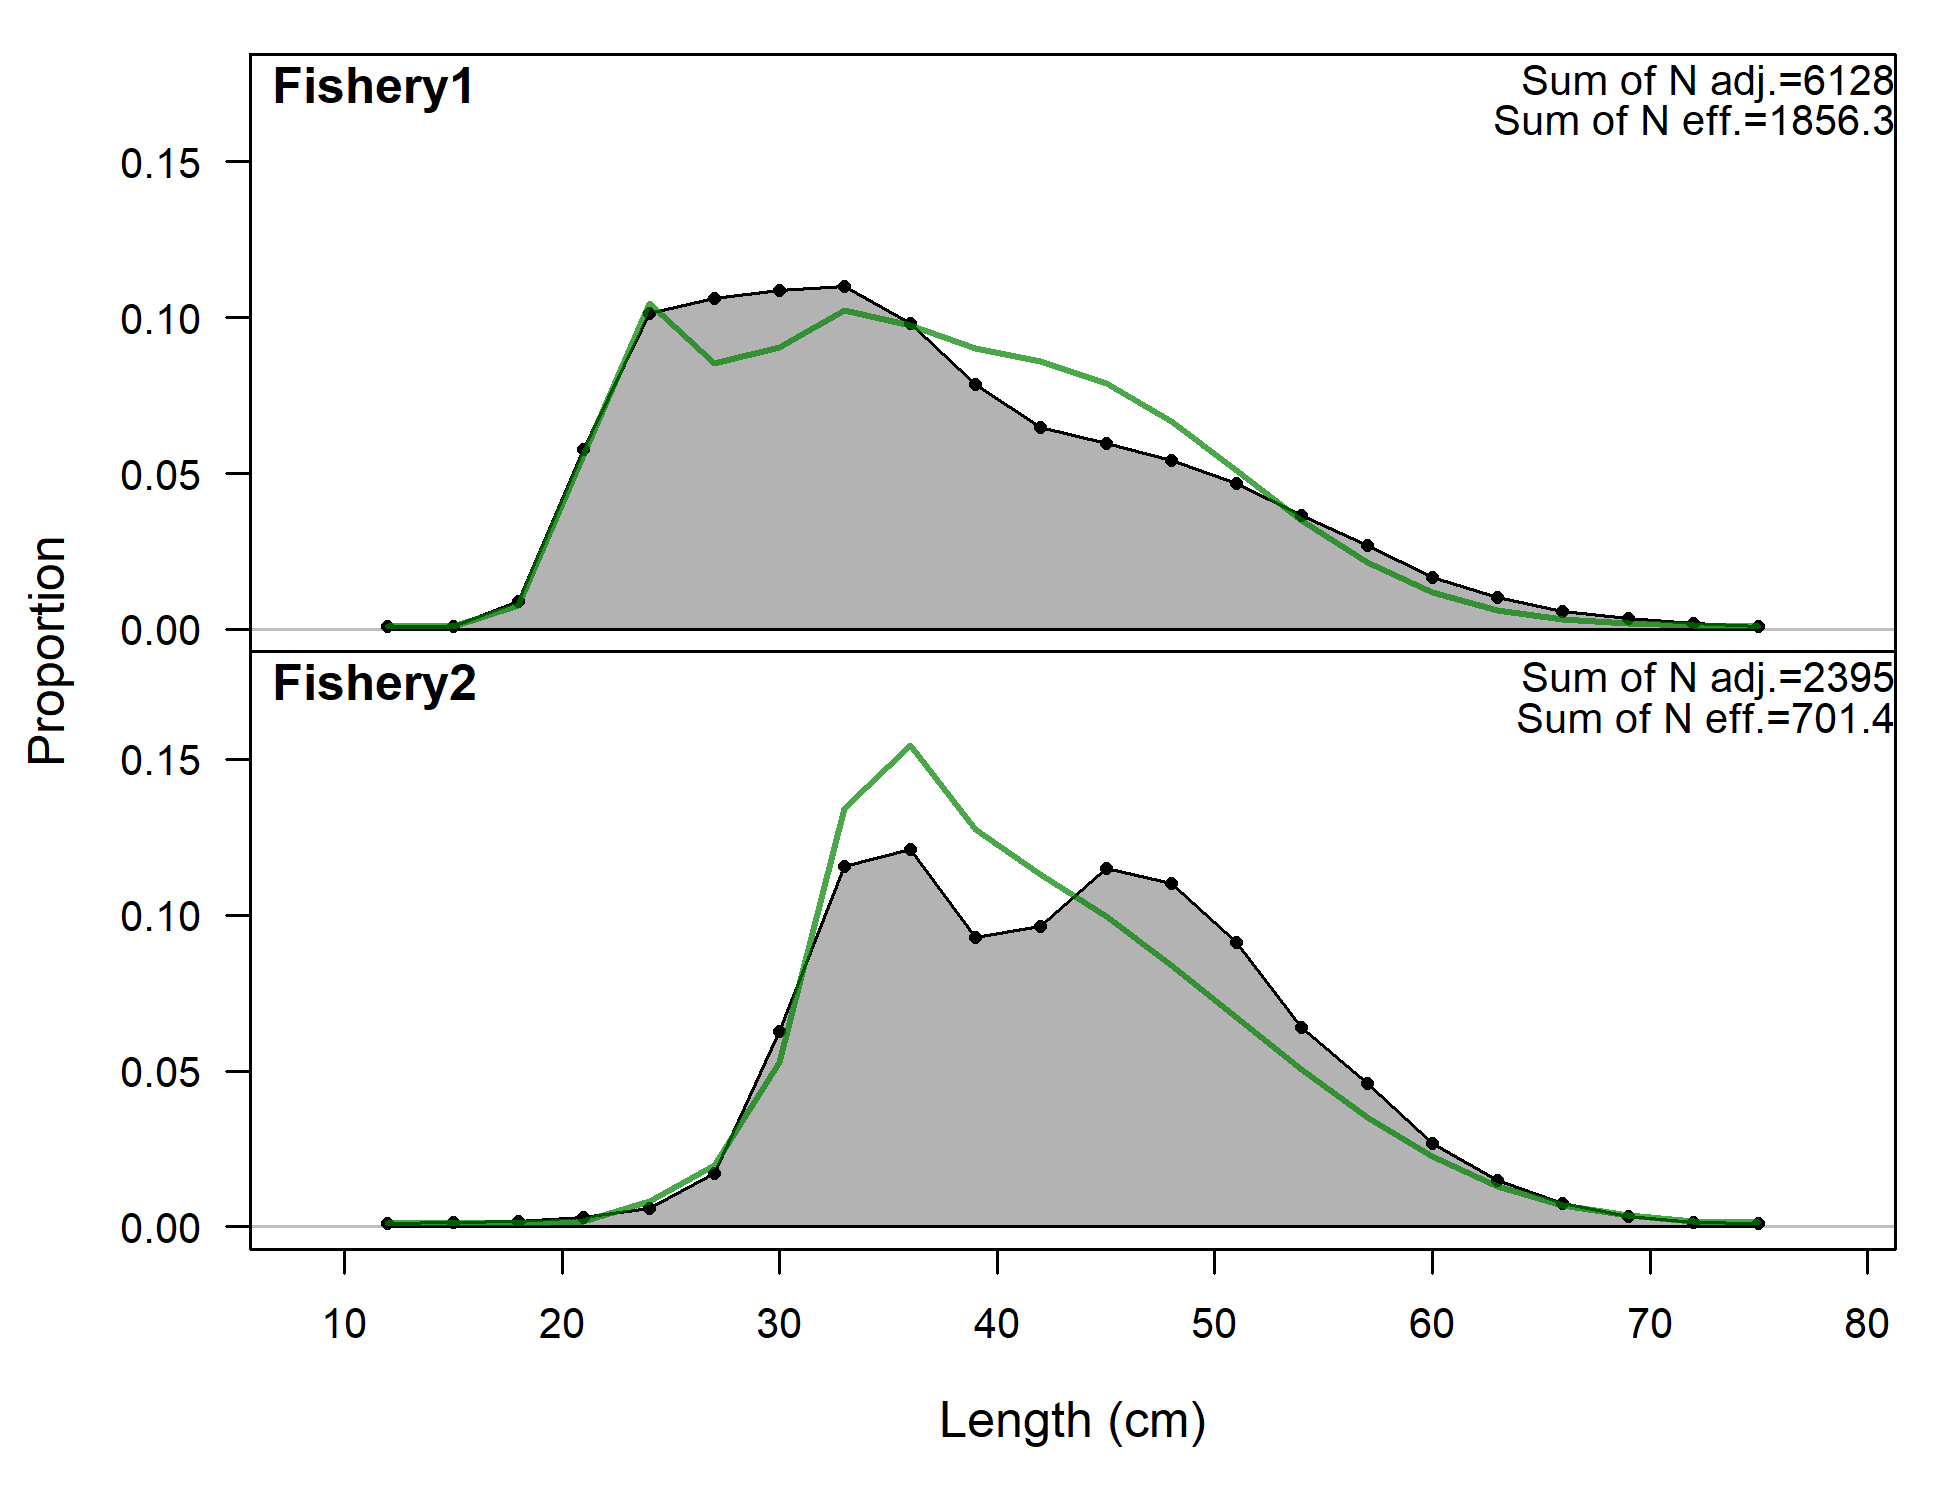 Fishery1
Sum of N adj.=6128
Sum of N eff.=1856.3
0.15
0.10
0.05
0.00
Fishery2
Sum of N adj.=2395
Sum of N eff.=701.4
0.15
0.10
0.05
0.00
Proportion
10 20 30 40 50 60 70 80
Length (cm)